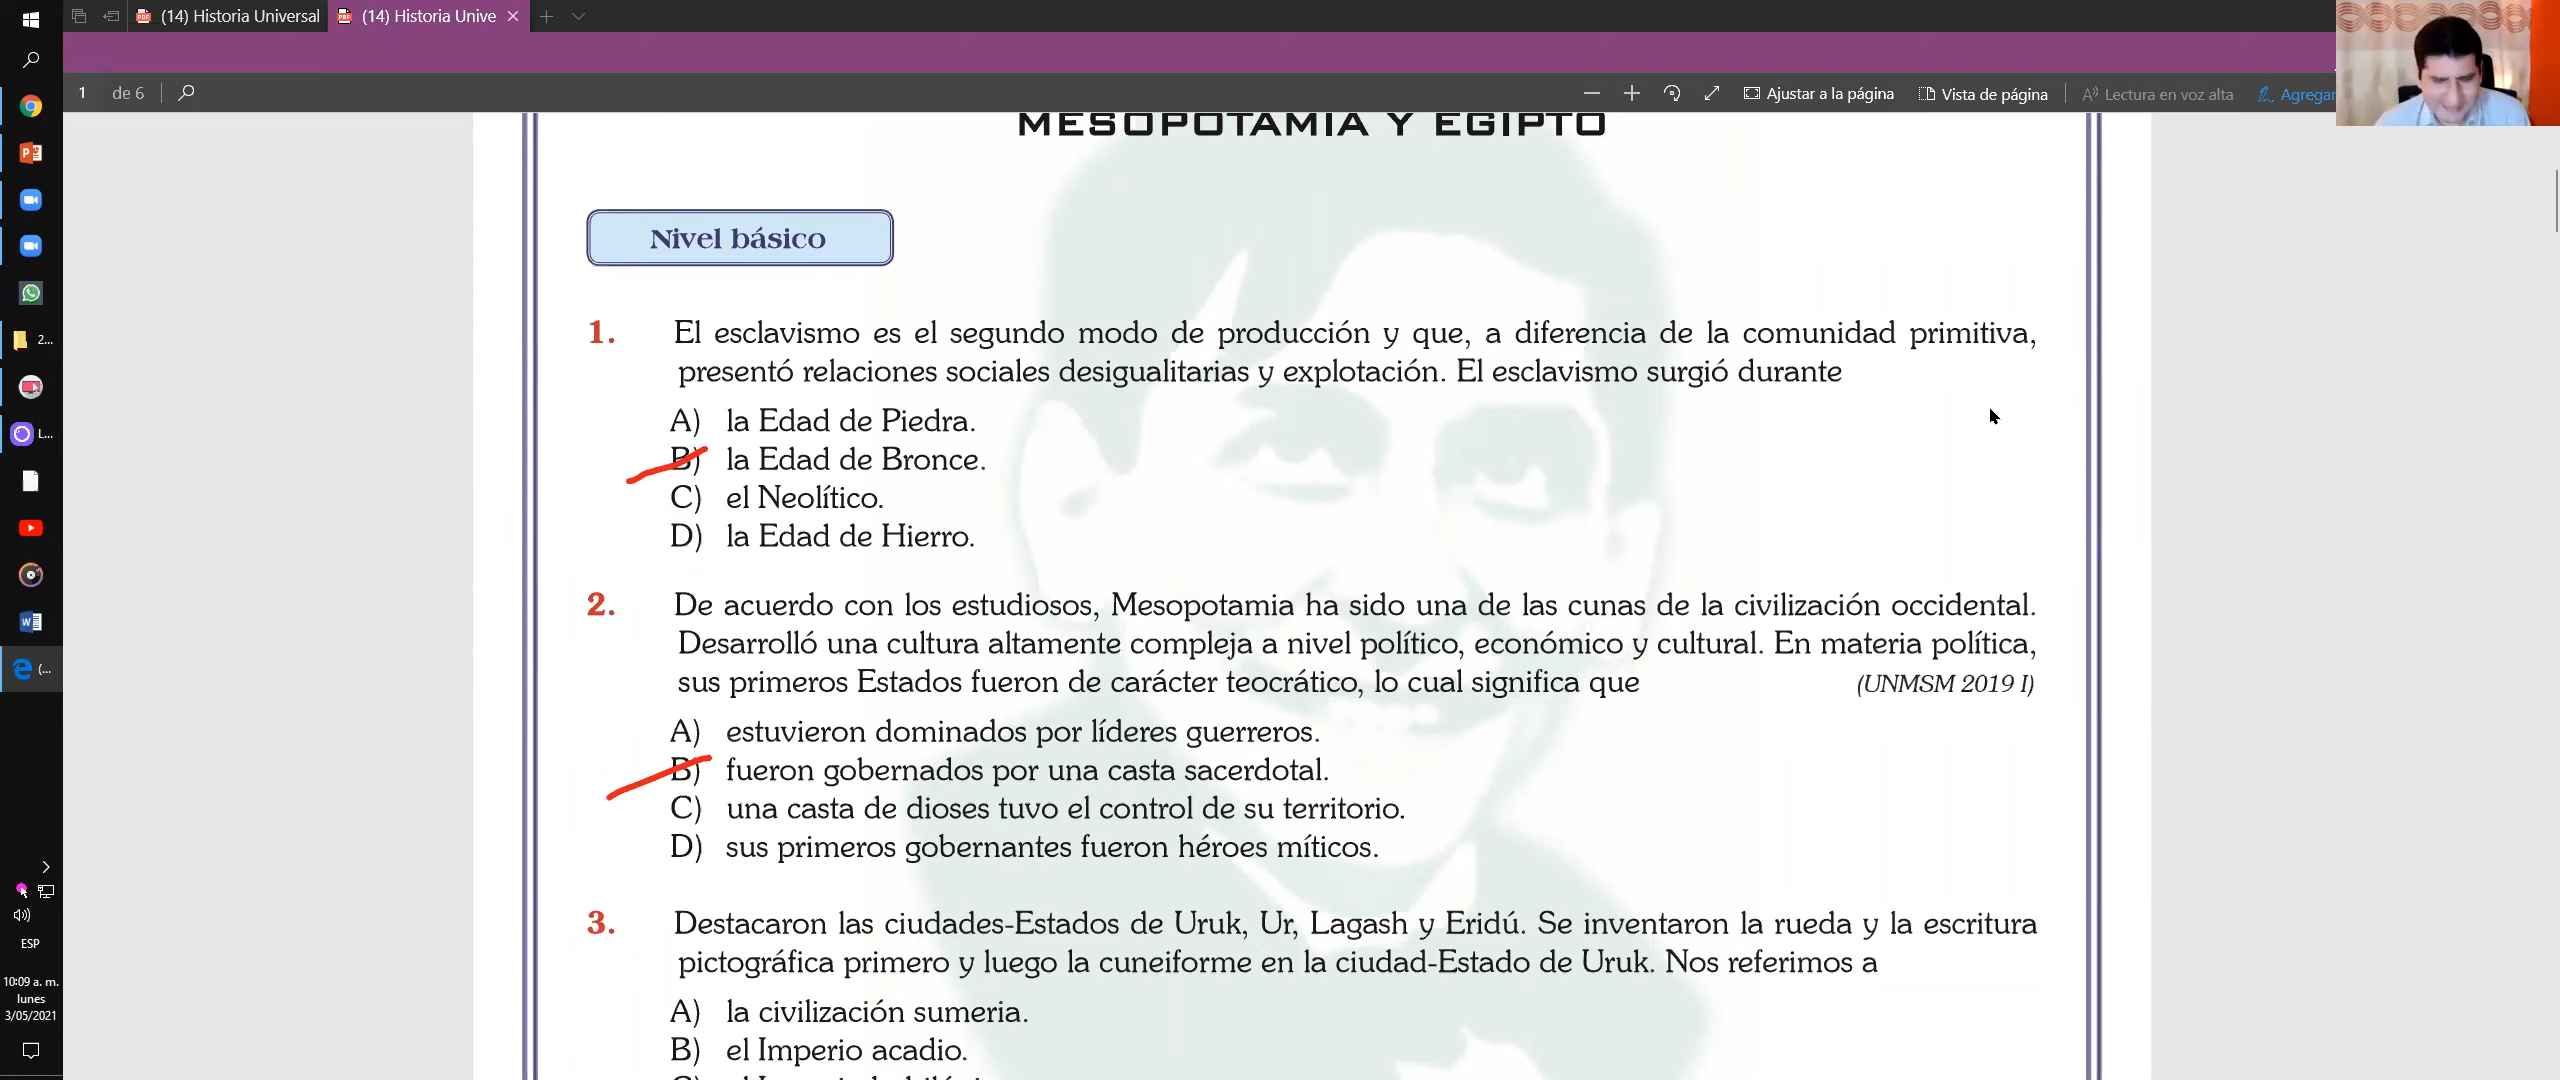 (14) Historia Universal
(14) Historia Unive
1 de 6
Ajustar a la página
Vista de página
Lectura en voz alta
Agregar
MESOPOTAMIA Y EGIPTO
Nivel básico
1. El esclavismo es el segundo modo de producción y que, a diferencia de la comunidad primitiva,
presentó relaciones sociales desigualitarias y explotación. El esclavismo surgió durante
A) la Edad de Piedra.
B) la Edad de Bronce.
C) el Neolítico.
D) la Edad de Hierro.
2. De acuerdo con los estudiosos, Mesopotamia ha sido una de las cunas de la civilización occidental.
Desarrolló una cultura altamente compleja a nivel político, económico y cultural. En materia política,
sus primeros Estados fueron de carácter teocrático, lo cual significa que (UNMSM 2019 I)
A) estuvieron dominados por líderes guerreros.
B) fueron gobernados por una casta sacerdotal.
C) una casta de dioses tuvo el control de su territorio.
D) sus primeros gobernantes fueron héroes míticos.
3. Destacaron las ciudades-Estados de Uruk, Ur, Lagash y Eridú. Se inventaron la rueda y la escritura
pictográfica primero y luego la cuneiforme en la ciudad-Estado de Uruk. Nos referimos a
A) la civilización sumeria.
B) el Imperio acadio.
2...
L...
(...
ESP
10:09 a. m.
lunes
3/05/2021